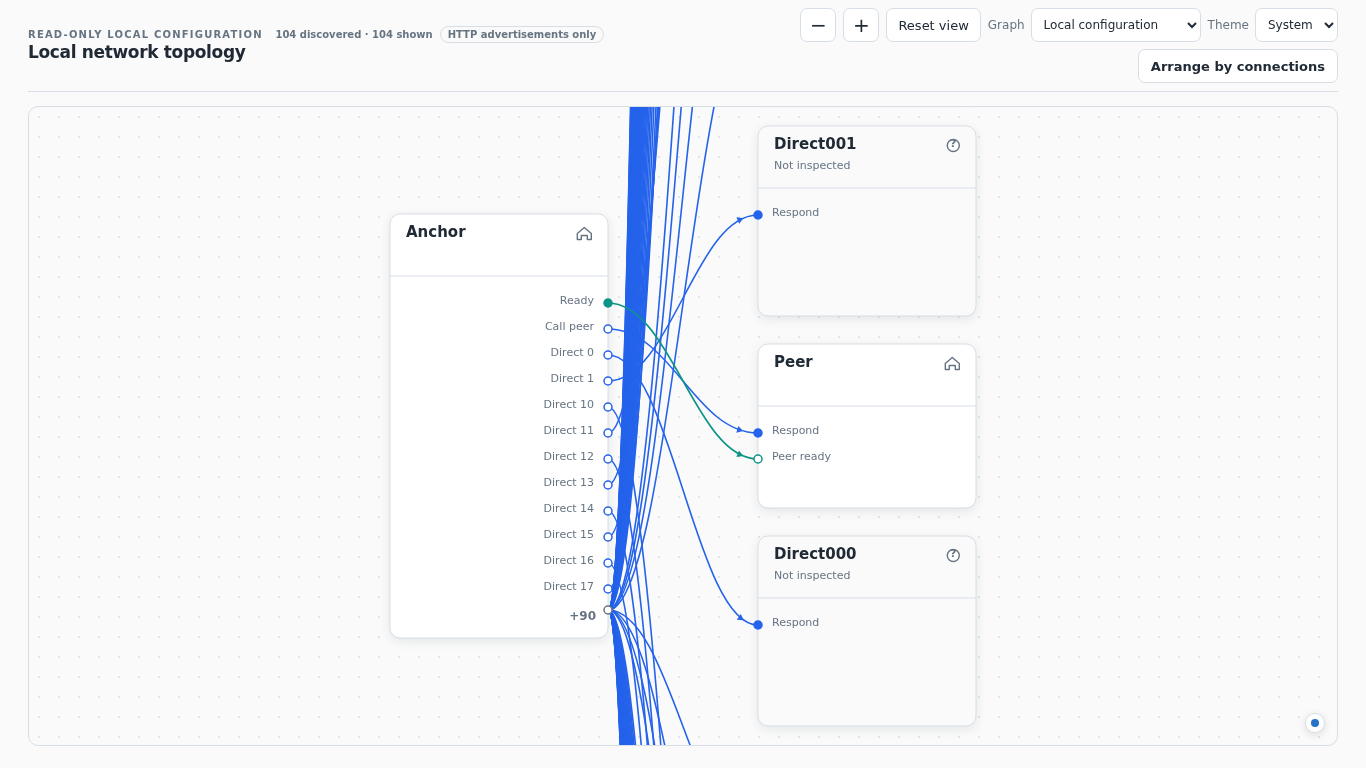 READ-ONLY LOCAL CONFIGURATION 104 discovered · 104 shown HTTP advertisements only
Local network topology
− + Reset view Graph Local configuration Theme System
Arrange by connections
Anchor
Ready
Call peer
Direct 0
Direct 1
Direct 10
Direct 11
Direct 12
Direct 13
Direct 14
Direct 15
Direct 16
Direct 17
+90
Direct001
?
Not inspected
Respond
Peer
Respond
Peer ready
Direct000
?
Not inspected
Respond